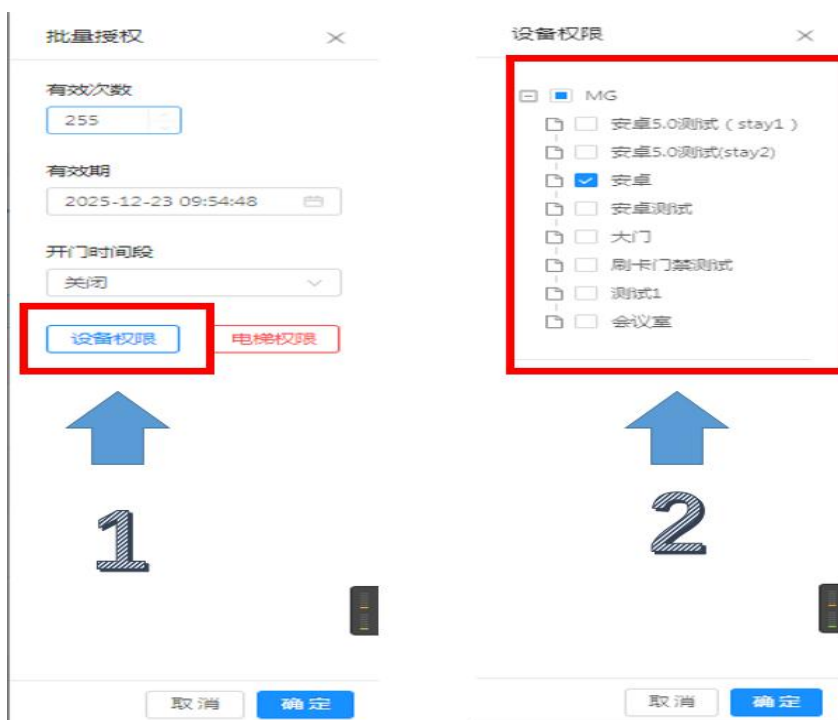 批量授权
有效次数
255
有效期
2025-12-23 09:54:48
开门时间段
关闭
设备权限
电梯权限
1
取消
确定
设备权限
MG
安卓5.0测试（stay1）
安卓5.0测试(stay2)
安卓
安卓测试
大门
刷卡门禁测试
测试1
会议室
2
取消
确定